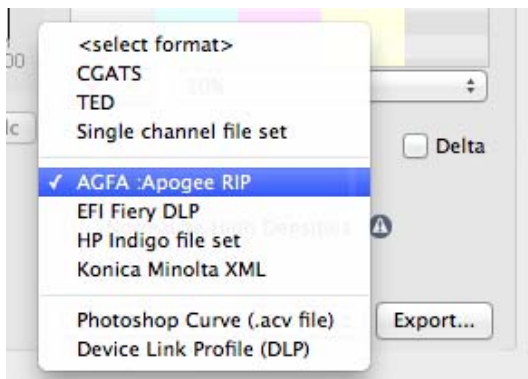 <select format>
CGATS
TED
Single channel file set
Delta
AGFA :Apogee RIP
EFI Fiery DLP
HP Indigo file set
Konica Minolta XML
Photoshop Curve (.acv file)
Export...
Device Link Profile (DLP)